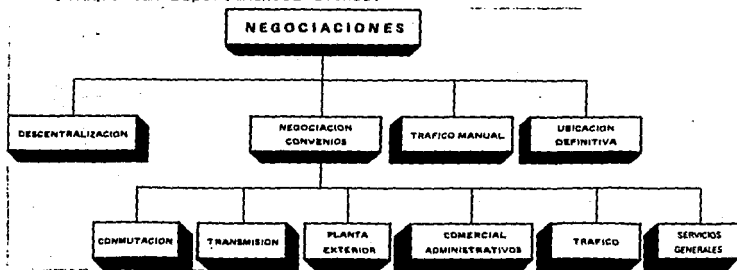 NEGOCIACIONES
DESCENTRALIZACION
NEGOCIACION
CONVENIOS
TRAFICO MANUAL
UBICACION
DEFINITIVA
CONMUTACION
TRANSMISION
PLANTA
EXTERIOR
COMERCIAL
ADMINISTRATIVOS
TRAFICO
SERVICIOS
GENERALES